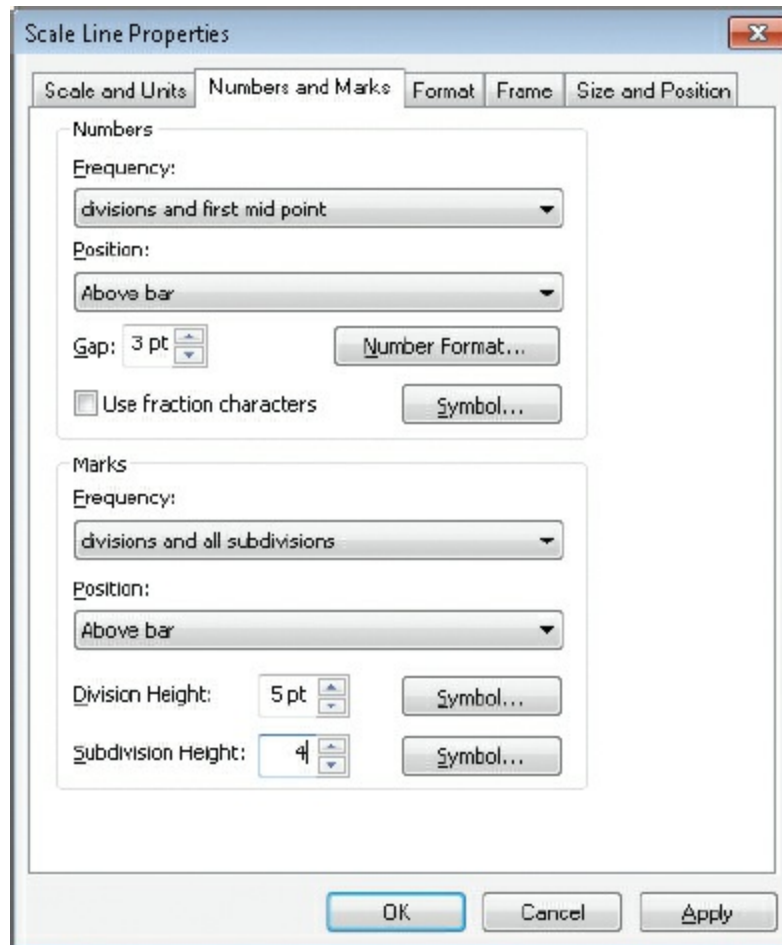 Scale Line Properties
Scale and Units Numbers and Marks Format Frame Size and Position
Numbers
Frequency:
divisions and first mid point
Position:
Above bar
Gap: 3 pt Number Format...
Use fraction characters Symbol...
Marks
Frequency:
divisions and all subdivisions
Position:
Above bar
Division Height: 5 pt Symbol...
Subdivision Height: 4 Symbol...
OK Cancel Apply